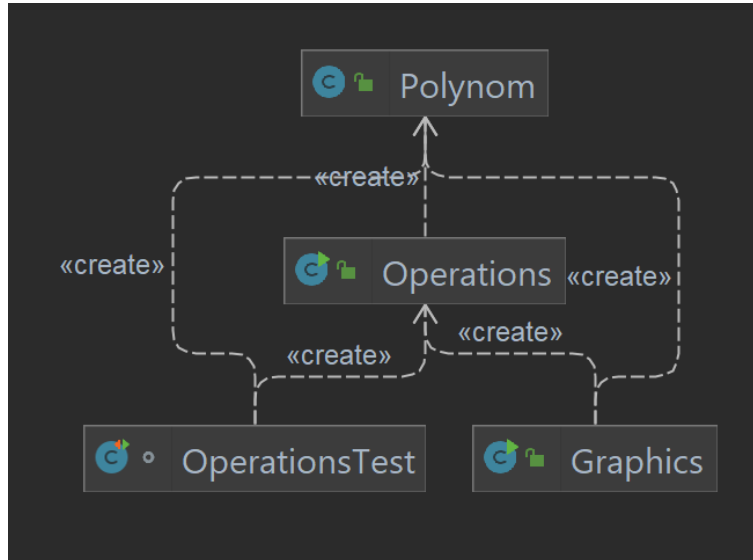 Polynom
«create»
«create»
Operations
«create»
«create»
«create»
OperationsTest
Graphics